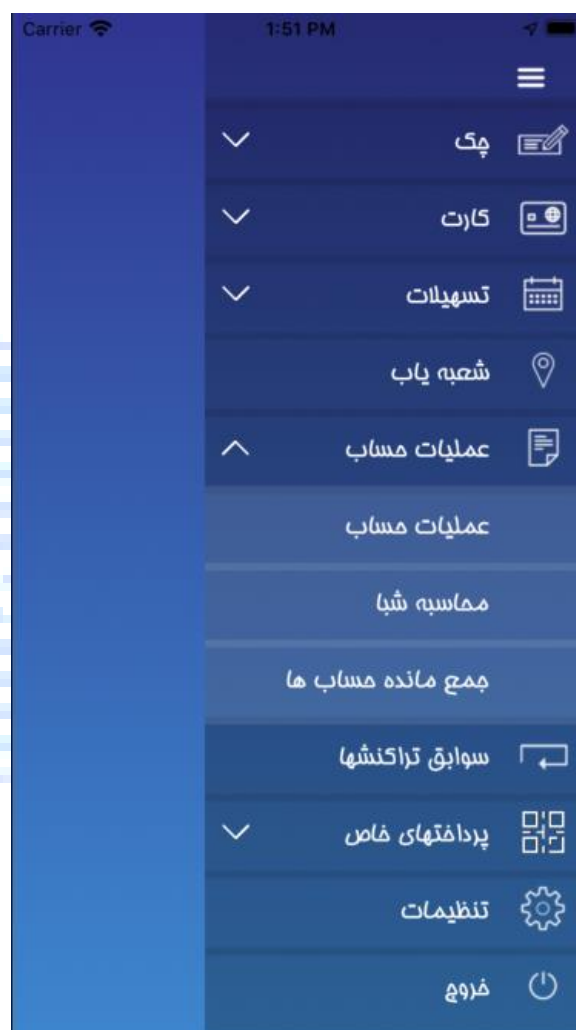 Carrier 1:51 PM
چک
کارت
تسهیلات
شعبه یاب
عملیات حساب
عملیات حساب
محاسبه شبا
جمع مانده حساب ها
سوابق تراکنشها
پرداختهای خاص
تنظیمات
خروج